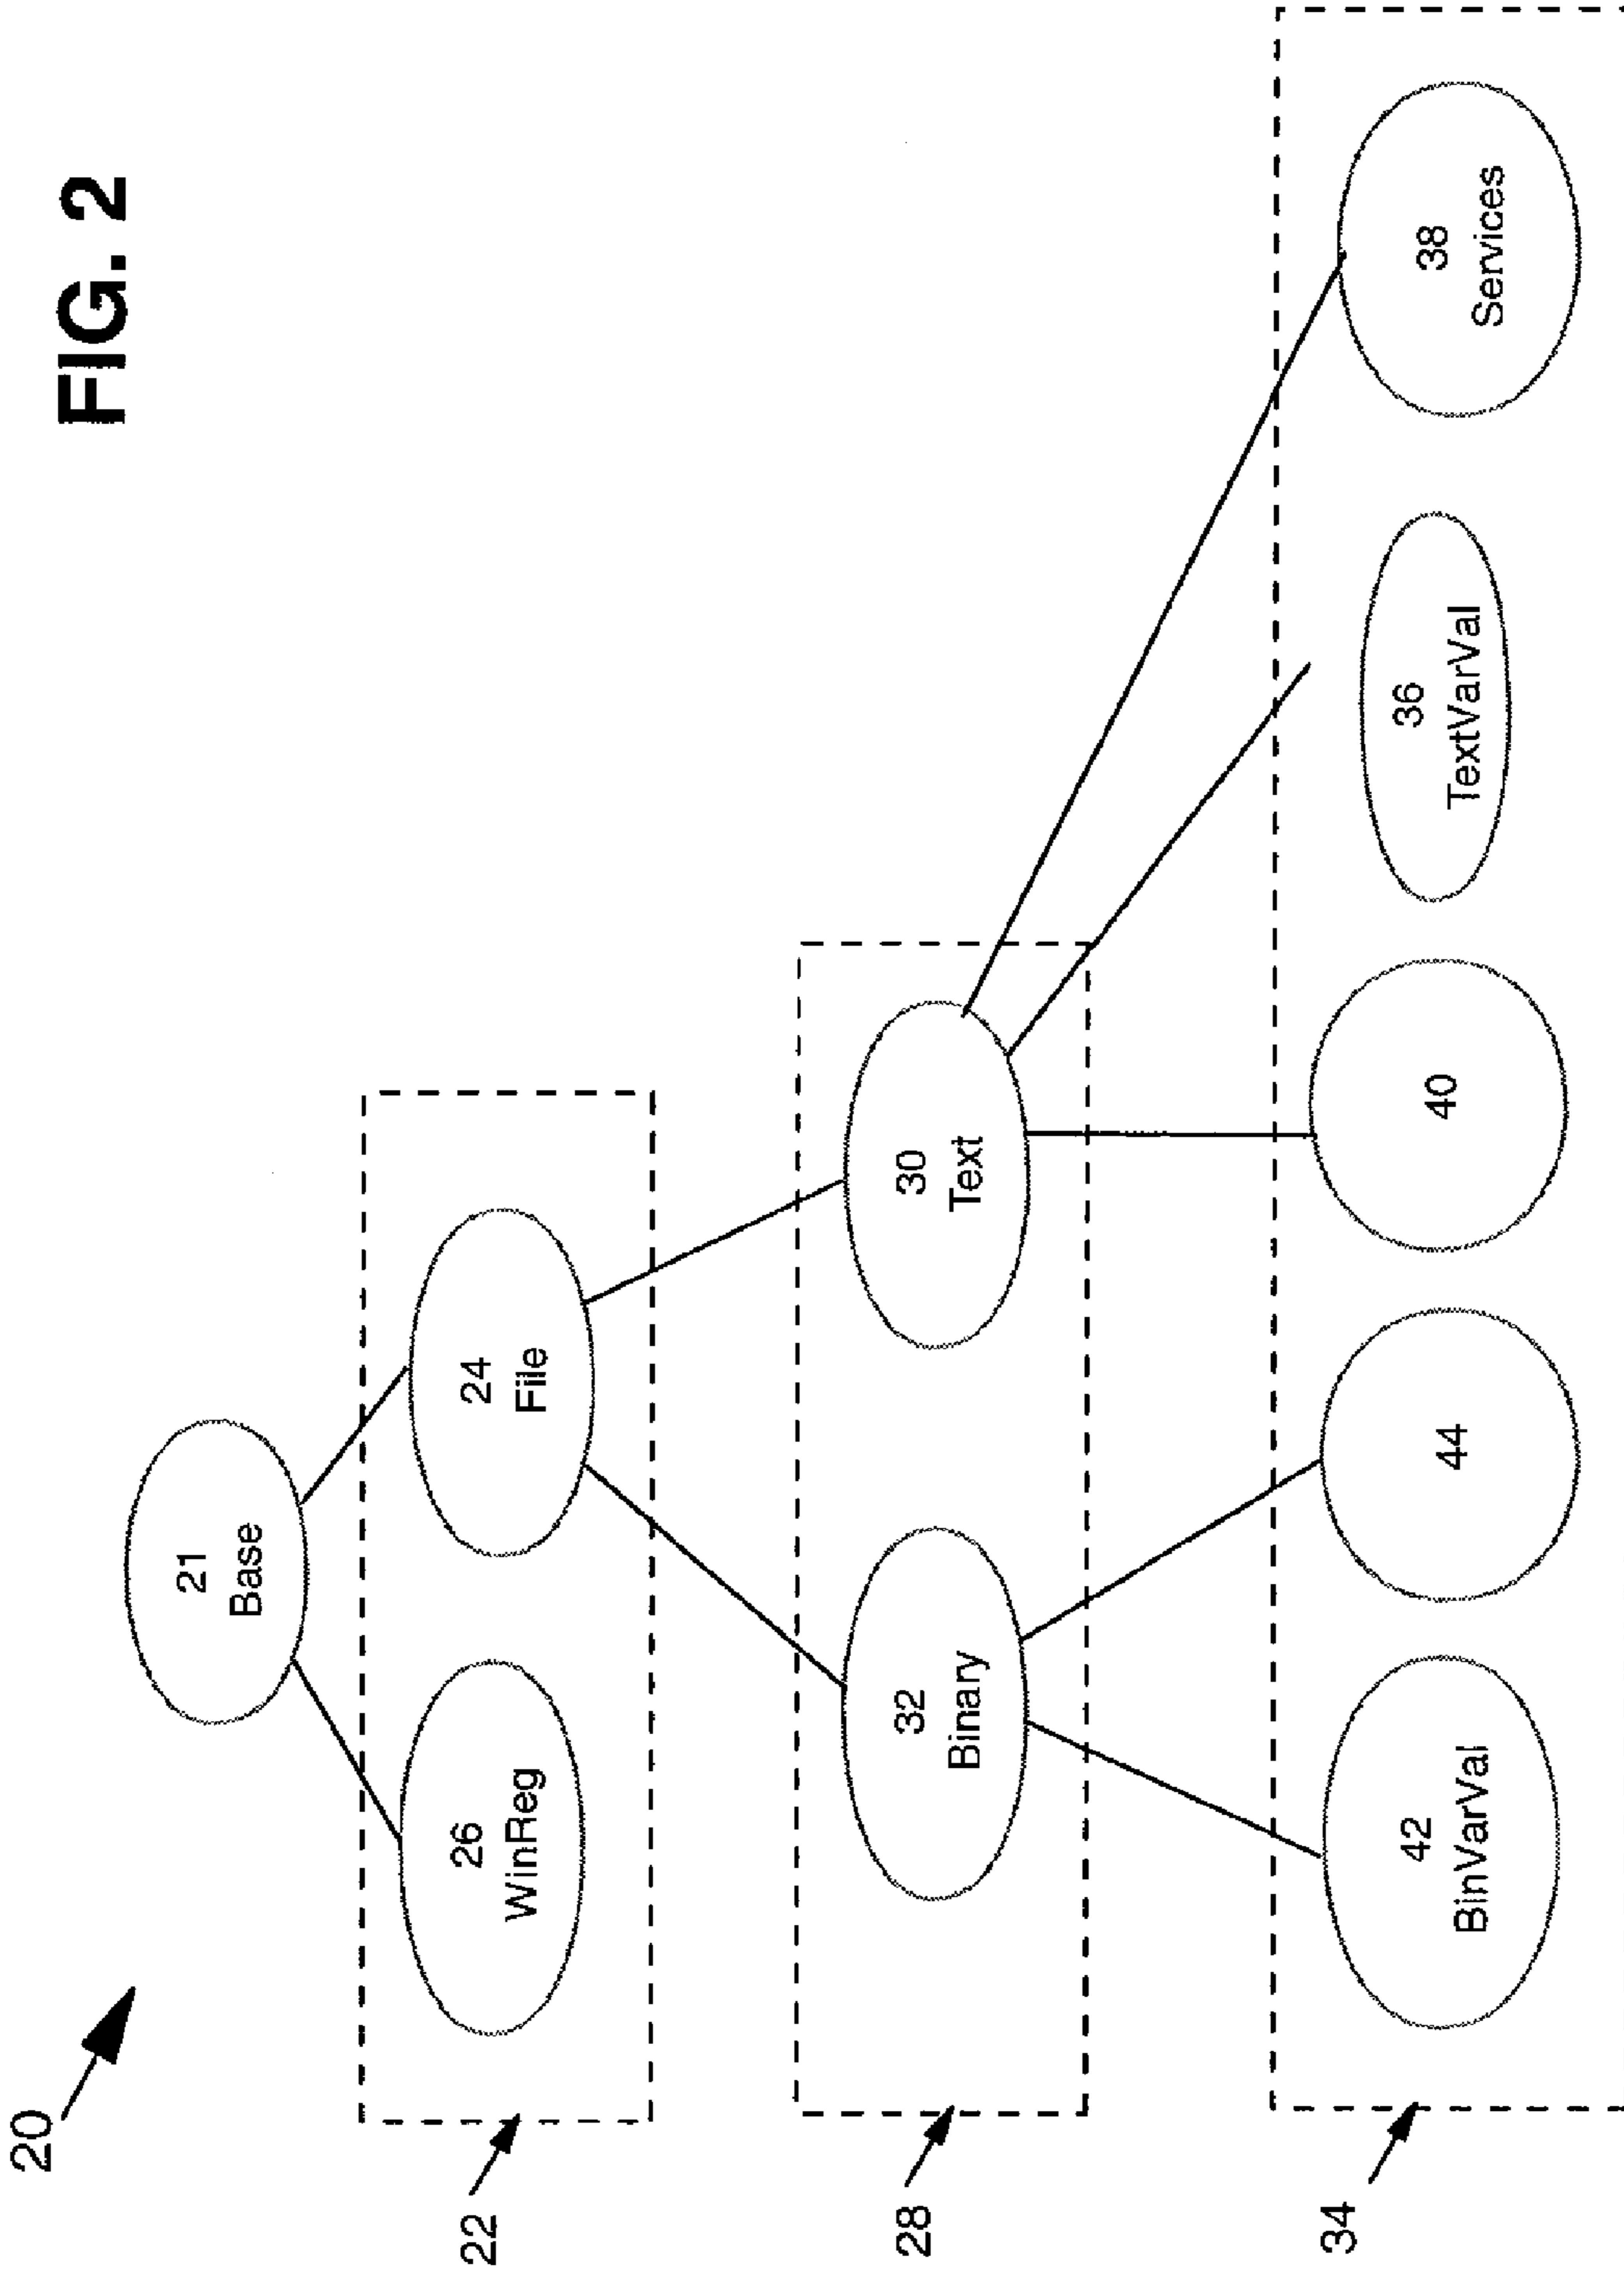 FIG. 2
20
21
Base
22
26
WinReg
24
File
28
32
Binary
30
Text
34
42
BinVarVal
44
40
36
TextVarVal
38
Services